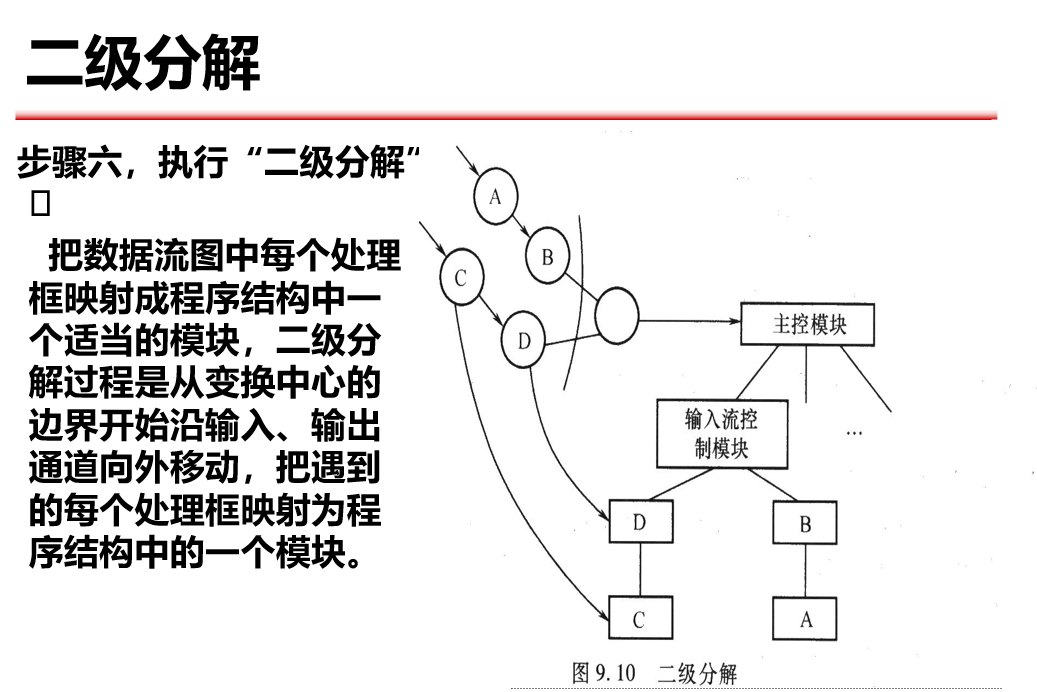 二级分解
步骤六，执行“二级分解”
把数据流图中每个处理
框映射成程序结构中一
个适当的模块，二级分
解过程是从变换中心的
边界开始沿输入、输出
通道向外移动，把遇到
的每个处理框映射为程
序结构中的一个模块。
A
B
C
D
主控模块
输入流控
制模块
…
D
B
C
A
图 9.10 二级分解